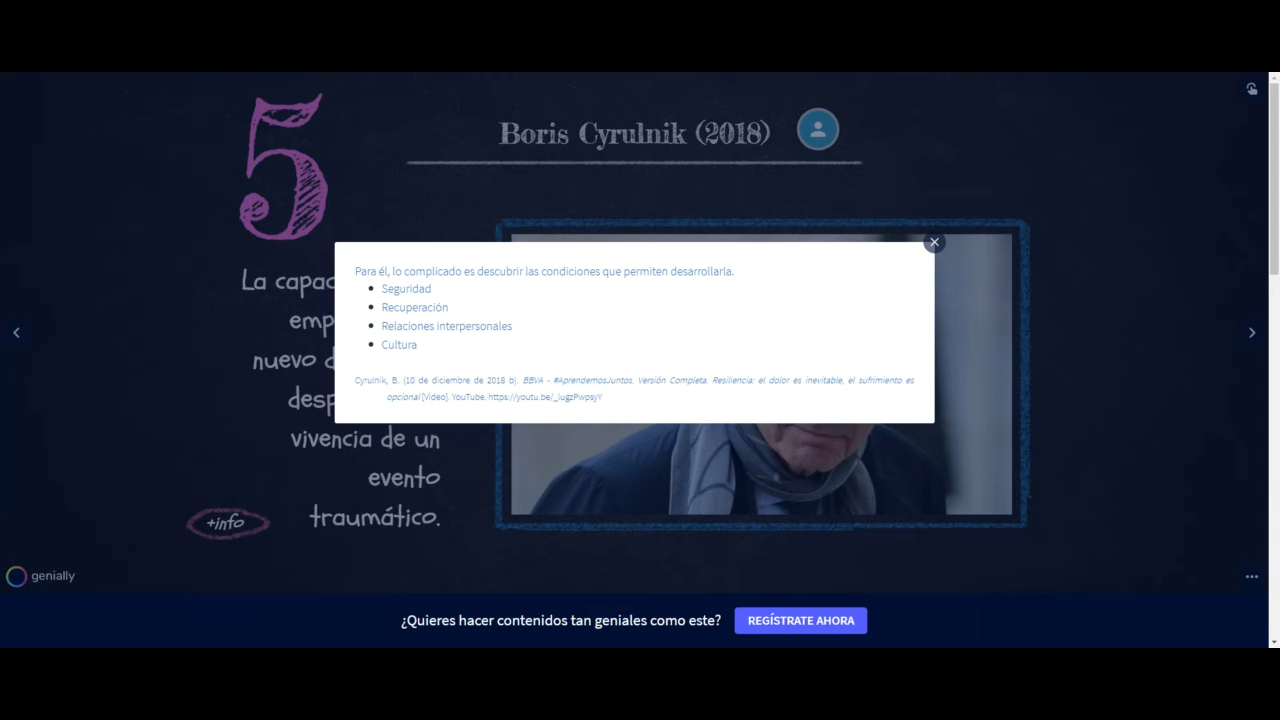 5
Boris Cyrulnik (2018)
La capac
emp
nuevo d
desp
vivencia de un
evento
traumático.
+info
Para él, lo complicado es descubrir las condiciones que permiten desarrollarla.
Seguridad
Recuperación
Relaciones interpersonales
Cultura
Cyrulnik, B. (10 de diciembre de 2018 b). BBVA - #AprendemosJuntos. Versión Completa. Resiliencia: el dolor es inevitable, el sufrimiento es
opcional [Video]. YouTube. https://youtu.be/_IugzPwpsyY
genially
¿Quieres hacer contenidos tan geniales como este?
REGÍSTRATE AHORA